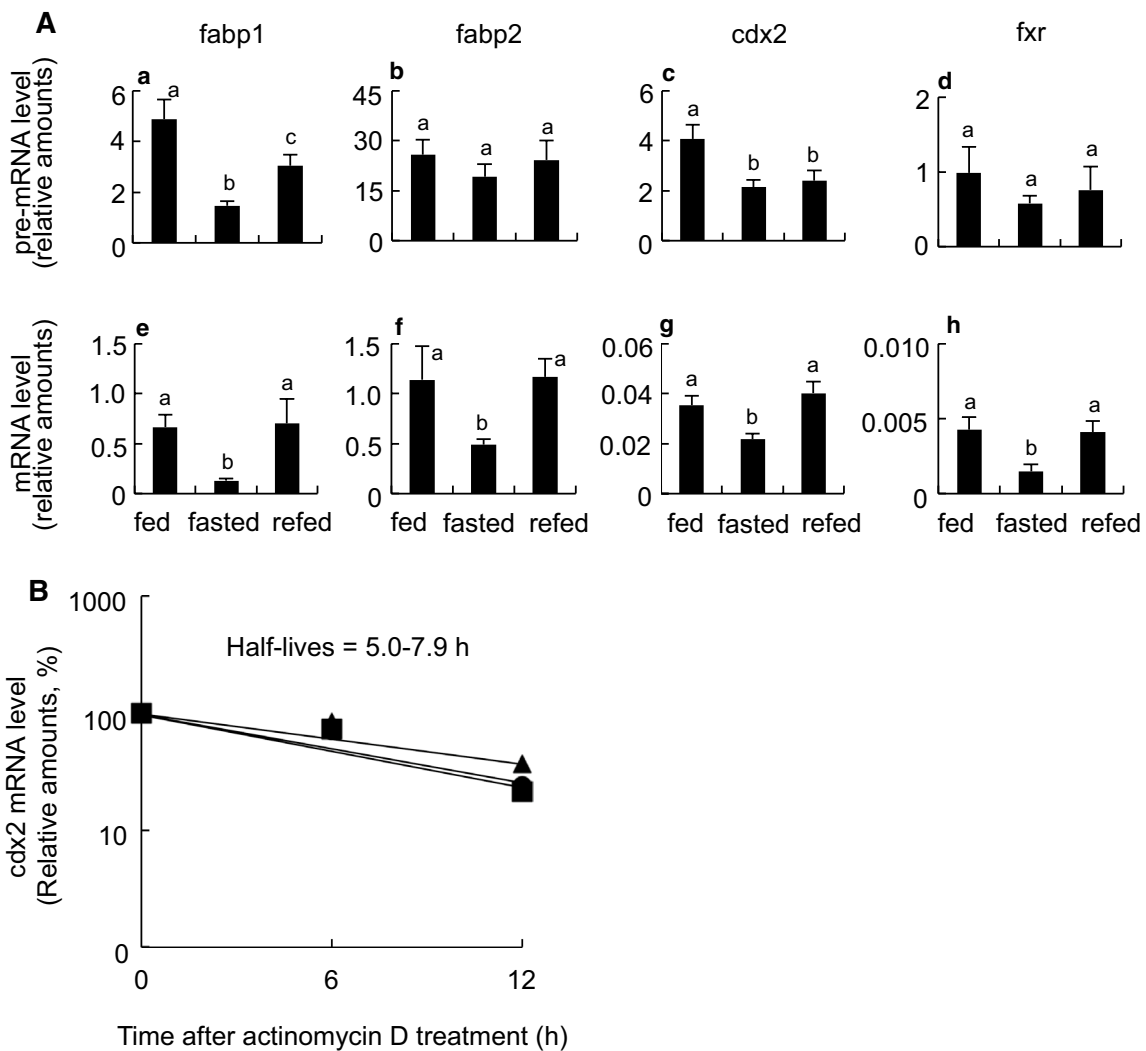 A
fabp1
fabp2
cdx2
fxr
pre-mRNA level
(relative amounts)
a
6
4
2
0
a
b
c
b
45
30
15
0
a
a
a
c
6
4
2
0
a
b
b
d
2
1
0
a
a
a
mRNA level
(relative amounts)
e
1.5
1.0
0.5
0
a
b
a
fed fasted refed
f
1.5
1.0
0.5
0
a
b
a
fed fasted refed
g
0.06
0.04
0.02
0
a
b
a
fed fasted refed
h
0.010
0.005
0
a
b
a
fed fasted refed
B
cdx2 mRNA level
(Relative amounts, %)
1000
100
10
0
Half-lives = 5.0-7.9 h
0 6 12
Time after actinomycin D treatment (h)